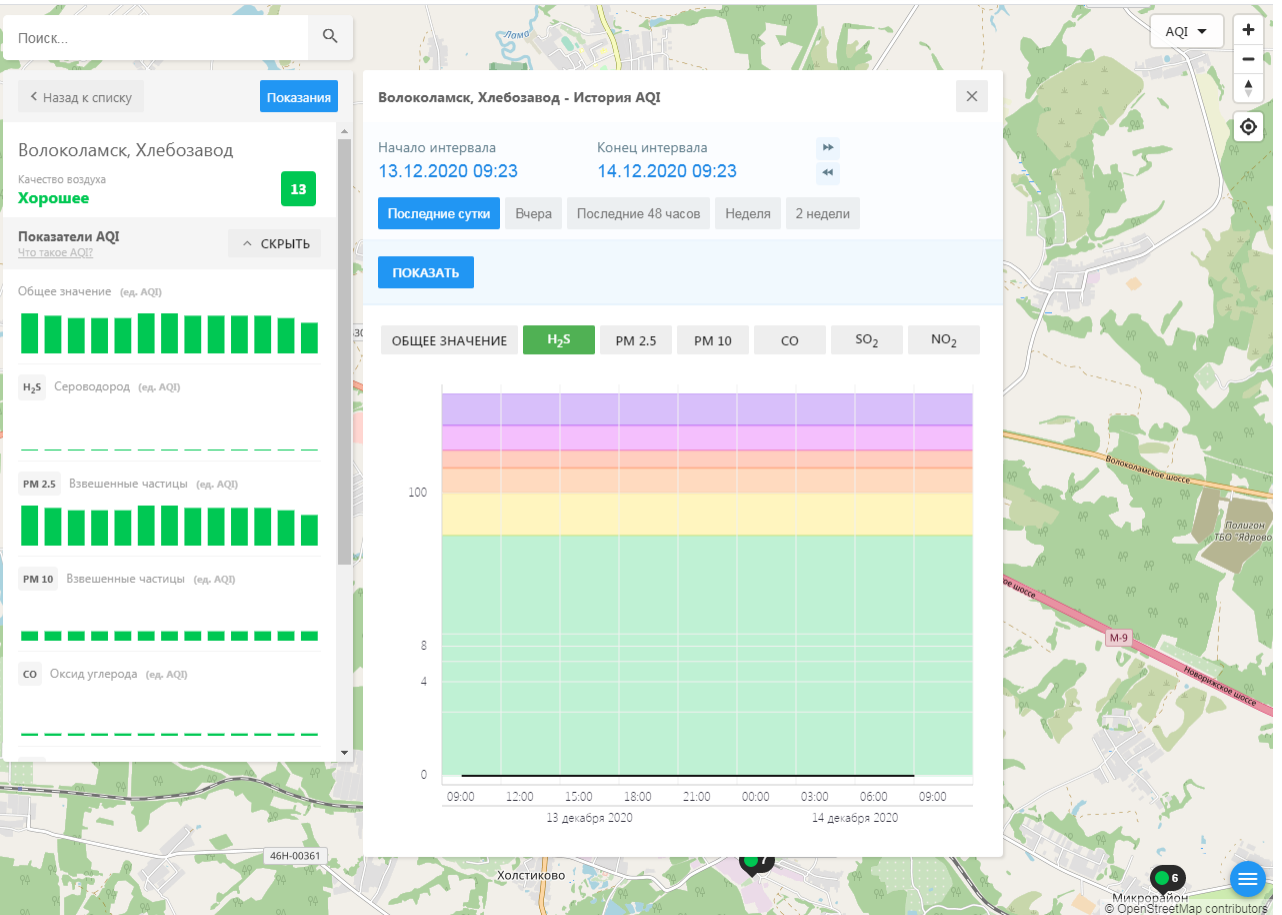 Ламо
Поиск...
AQI
Назад к списку
Показания
Волоколамск, Хлебозавод
Качество воздуха
Хорошее
13
Показатели AQI
Что такое AQI?
СКРЫТЬ
Общее значение (ед. AQI)
H2S Сероводород (ед. AQI)
PM 2.5 Взвешенные частицы (ед. AQI)
PM 10 Взвешенные частицы (ед. AQI)
CO Оксид углерода (ед. AQI)
Волоколамск, Хлебозавод - История AQI
Начало интервала
13.12.2020 09:23
Конец интервала
14.12.2020 09:23
Последние сутки
Вчера
Последние 48 часов
Неделя
2 недели
ПОКАЗАТЬ
ОБЩЕЕ ЗНАЧЕНИЕ
H2S
PM 2.5
PM 10
CO
SO2
NO2
100
8
4
0
09:00 12:00 15:00 18:00 21:00 00:00 03:00 06:00 09:00
13 декабря 2020 14 декабря 2020
Волоколамское шоссе
Полигон
ТБО "Ядрово
шоссе
М-9
Новорижское шоссе
46Н-00361
Холстиково
7
6
Микрорайон
© OpenStreetMap contributors